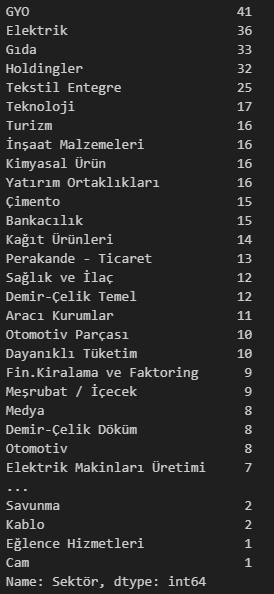 GYO 41
Elektrik 36
Gıda 33
Holdingler 32
Tekstil Entegre 25
Teknoloji 17
Turizm 16
İnşaat Malzemeleri 16
Kimyasal Ürün 16
Yatırım Ortaklıkları 16
Çimento 15
Bankacılık 15
Kağıt Ürünleri 14
Perakande - Ticaret 13
Sağlık ve İlaç 12
Demir-Çelik Temel 12
Aracı Kurumlar 11
Otomotiv Parçası 10
Dayanıklı Tüketim 10
Fin.Kiralama ve Faktoring 9
Meşrubat / İçecek 9
Medya 8
Demir-Çelik Döküm 8
Otomotiv 8
Elektrik Makinları Üretimi 7
...
Savunma 2
Kablo 2
Eğlence Hizmetleri 1
Cam 1
Name: Sektör, dtype: int64